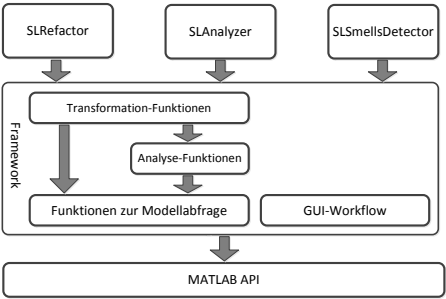 SLRefactor
SLAnalyzer
SLSmellsDetector
Framework
Transformation-Funktionen
Analyse-Funktionen
Funktionen zur Modellabfrage
GUI-Workflow
MATLAB API